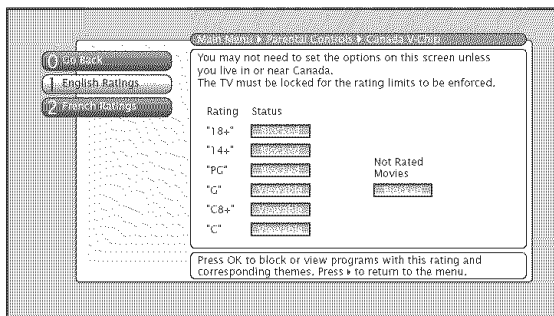 Main Menu ▸ Parental Controls ▸ Canada V-Chip
0 Go Back
1 English Ratings
2 French Ratings
You may not need to set the options on this screen unless
you live in or near Canada.
The TV must be locked for the rating limits to be enforced.
Rating Status
"18+"
"14+"
"PG"
"G"
"C8+"
"C"
Not Rated
Movies
Press OK to block or view programs with this rating and
corresponding themes. Press ▸ to return to the menu.